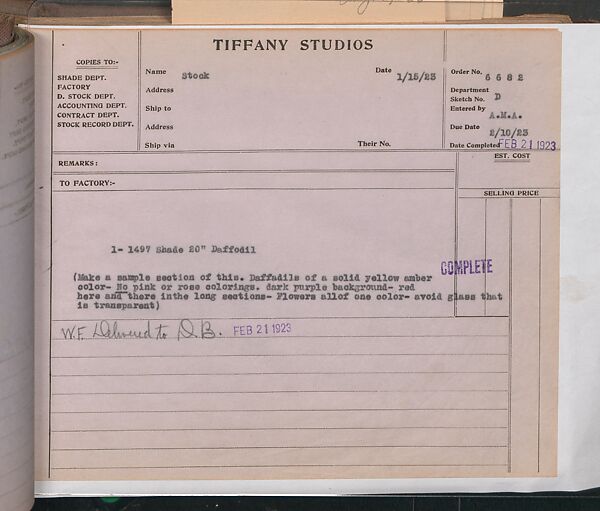 TIFFANY STUDIOS
COPIES TO:-
SHADE DEPT.
FACTORY
D. STOCK DEPT.
ACCOUNTING DEPT.
CONTRACT DEPT.
STOCK RECORD DEPT.
Name Stock Date 1/15/23
Address
Ship to
Address
Ship via Their No.
Order No. 6682
Department
Sketch No. D
Entered by A.M.A.
Due Date 2/10/23
Date Completed FEB 21 1923
REMARKS:
EST. COST
TO FACTORY:-
SELLING PRICE
1- 1497 Shade 20" Daffodil
COMPLETE
(Make a sample section of this. Daffadils of a solid yellow amber
color- No pink or rose colorings. dark purple background- red
here and there inthe long sections- Flowers allof one color- avoid glass that
is transparent)
W.F. Delivered to D.B. FEB 21 1923